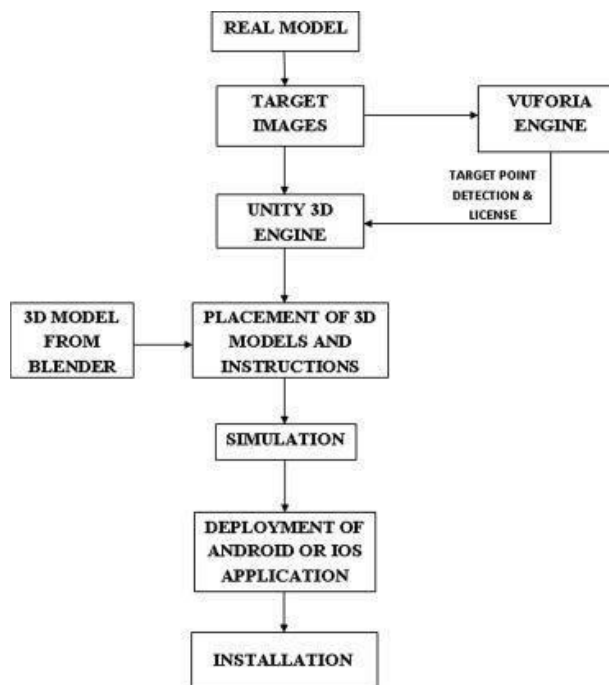 REAL MODEL
TARGET
IMAGES
VUFORIA
ENGINE
TARGET POINT
DETECTION &
LICENSE
UNITY 3D
ENGINE
3D MODEL
FROM
BLENDER
PLACEMENT OF 3D
MODELS AND
INSTRUCTIONS
SIMULATION
DEPLOYMENT OF
ANDROID OR IOS
APPLICATION
INSTALLATION